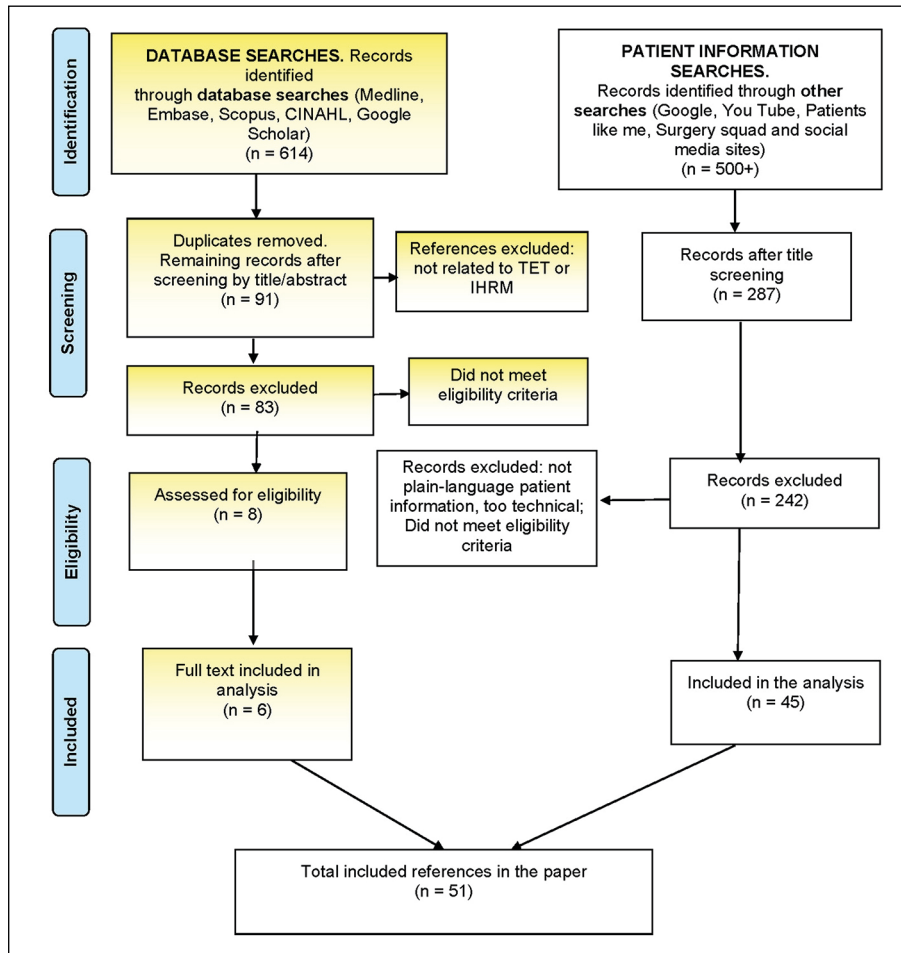 Identification
DATABASE SEARCHES. Records
identified
through database searches (Medline,
Embase, Scopus, CINAHL, Google
Scholar)
(n = 614)
PATIENT INFORMATION
SEARCHES.
Records identified through other
searches (Google, You Tube, Patients
like me, Surgery squad and social
media sites)
(n = 500+)
Screening
Duplicates removed.
Remaining records after
screening by title/abstract
(n = 91)
References excluded:
not related to TET or
IHRM
Records after title
screening
(n = 287)
Records excluded
(n = 83)
Did not meet
eligibility criteria
Eligibility
Assessed for eligibility
(n = 8)
Records excluded: not
plain-language patient
information, too technical;
Did not meet eligibility
criteria
Records excluded
(n = 242)
Included
Full text included in
analysis
(n = 6)
Included in the analysis
(n = 45)
Total included references in the paper
(n = 51)